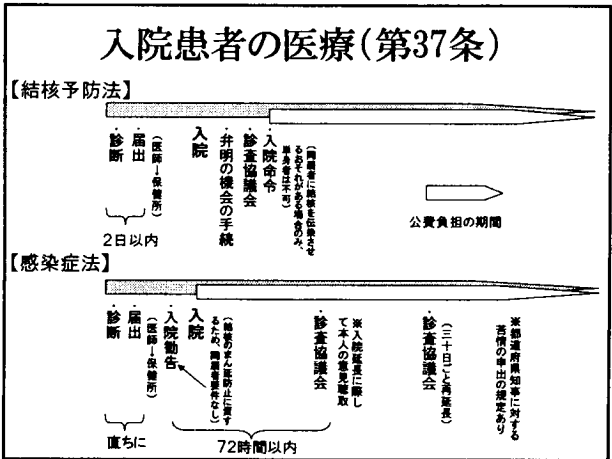 入院患者の医療(第37条)
【結核予防法】
・診断
・届出
(医師→保健所)
入院
・弁明の機会の手続
・診査協議会
・入院命令
(同居者に結核を伝染させ
るおそれがある場合のみ、
単身者は不可)
公費負担の期間
2日以内
【感染症法】
・診断
・届出
(医師→保健所)
・入院勧告
入院
(結核のまん延防止に資す
るため、同居者要件なし)
・診査協議会
※入院延長に際し
て本人の意見聴取
・診査協議会
(三十日ごと再延長)
※都道府県知事に対する
苦情の申出の規定あり
直ちに
72時間以内